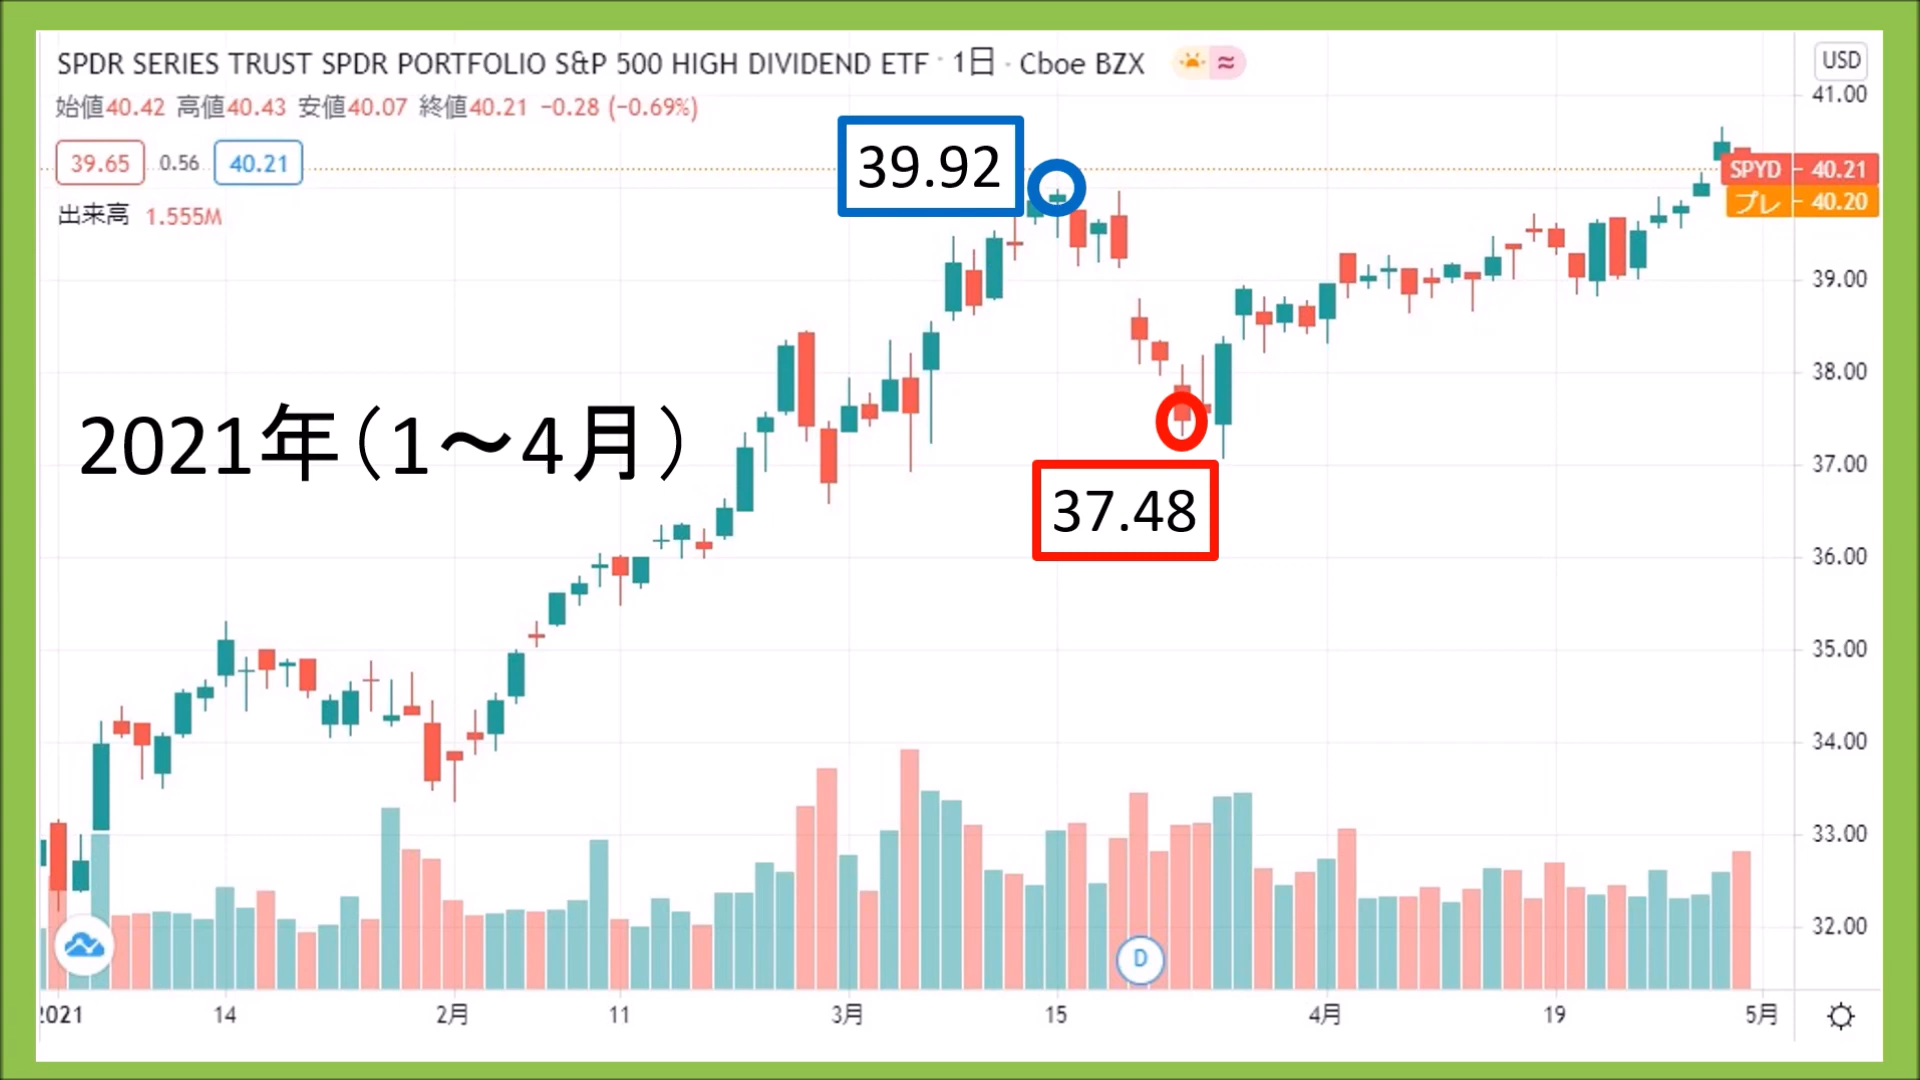 SPDR SERIES TRUST SPDR PORTFOLIO S&P 500 HIGH DIVIDEND ETF · 1日 · Cboe BZX
USD
始値40.42 高値40.43 安値40.07 終値40.21 −0.28 (−0.69%)
39.65 0.56 40.21
出来高 1.555M
41.00
SPYD 40.21
プレ 40.20
39.00
38.00
37.00
36.00
35.00
34.00
33.00
32.00
39.92
37.48
2021年（1～4月）
D
2021 14 2月 11 3月 15 4月 19 5月